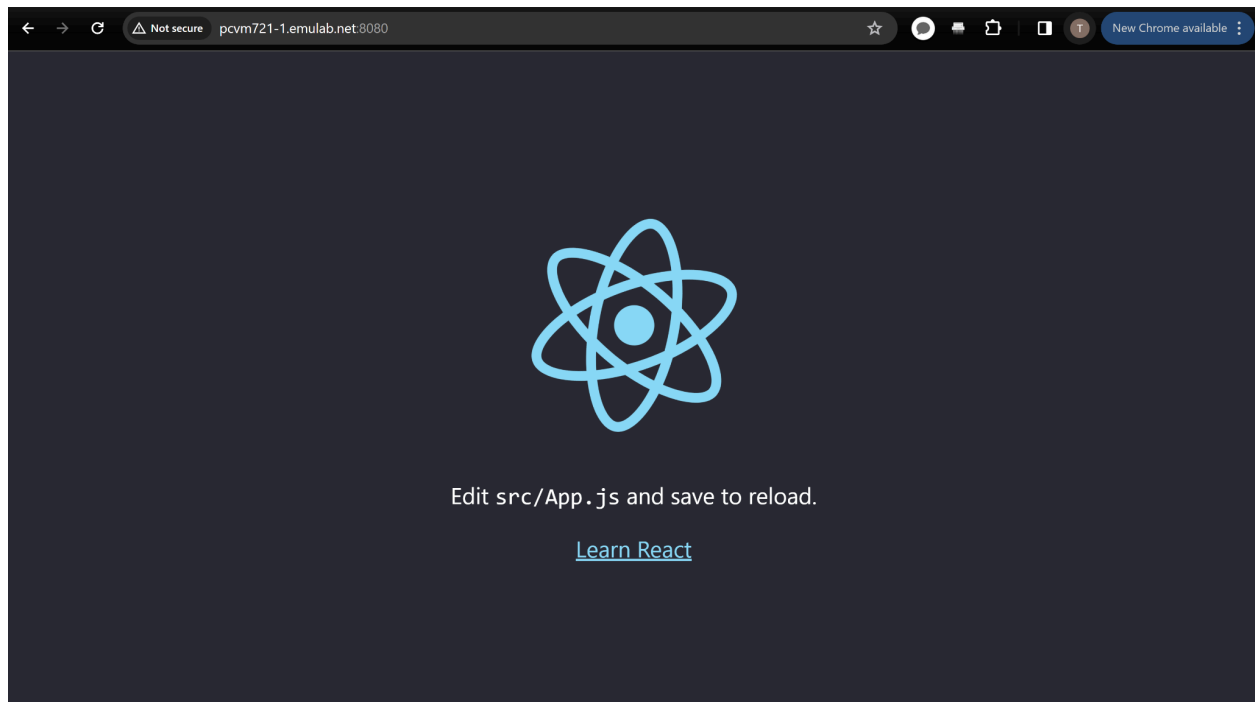 Not secure pcvm721-1.emulab.net:8080 T New Chrome available
Edit src/App.js and save to reload.
Learn React